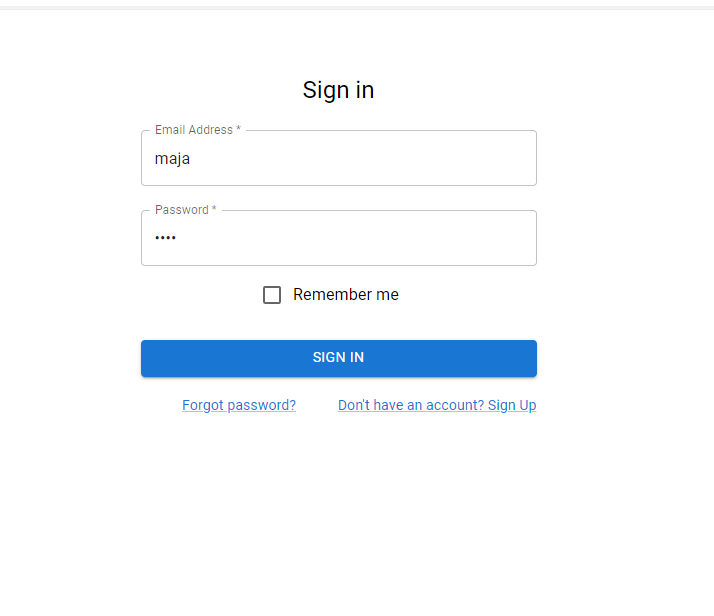 Sign in
Email Address *
maja
Password *
••••
Remember me
SIGN IN
Forgot password? Don't have an account? Sign Up